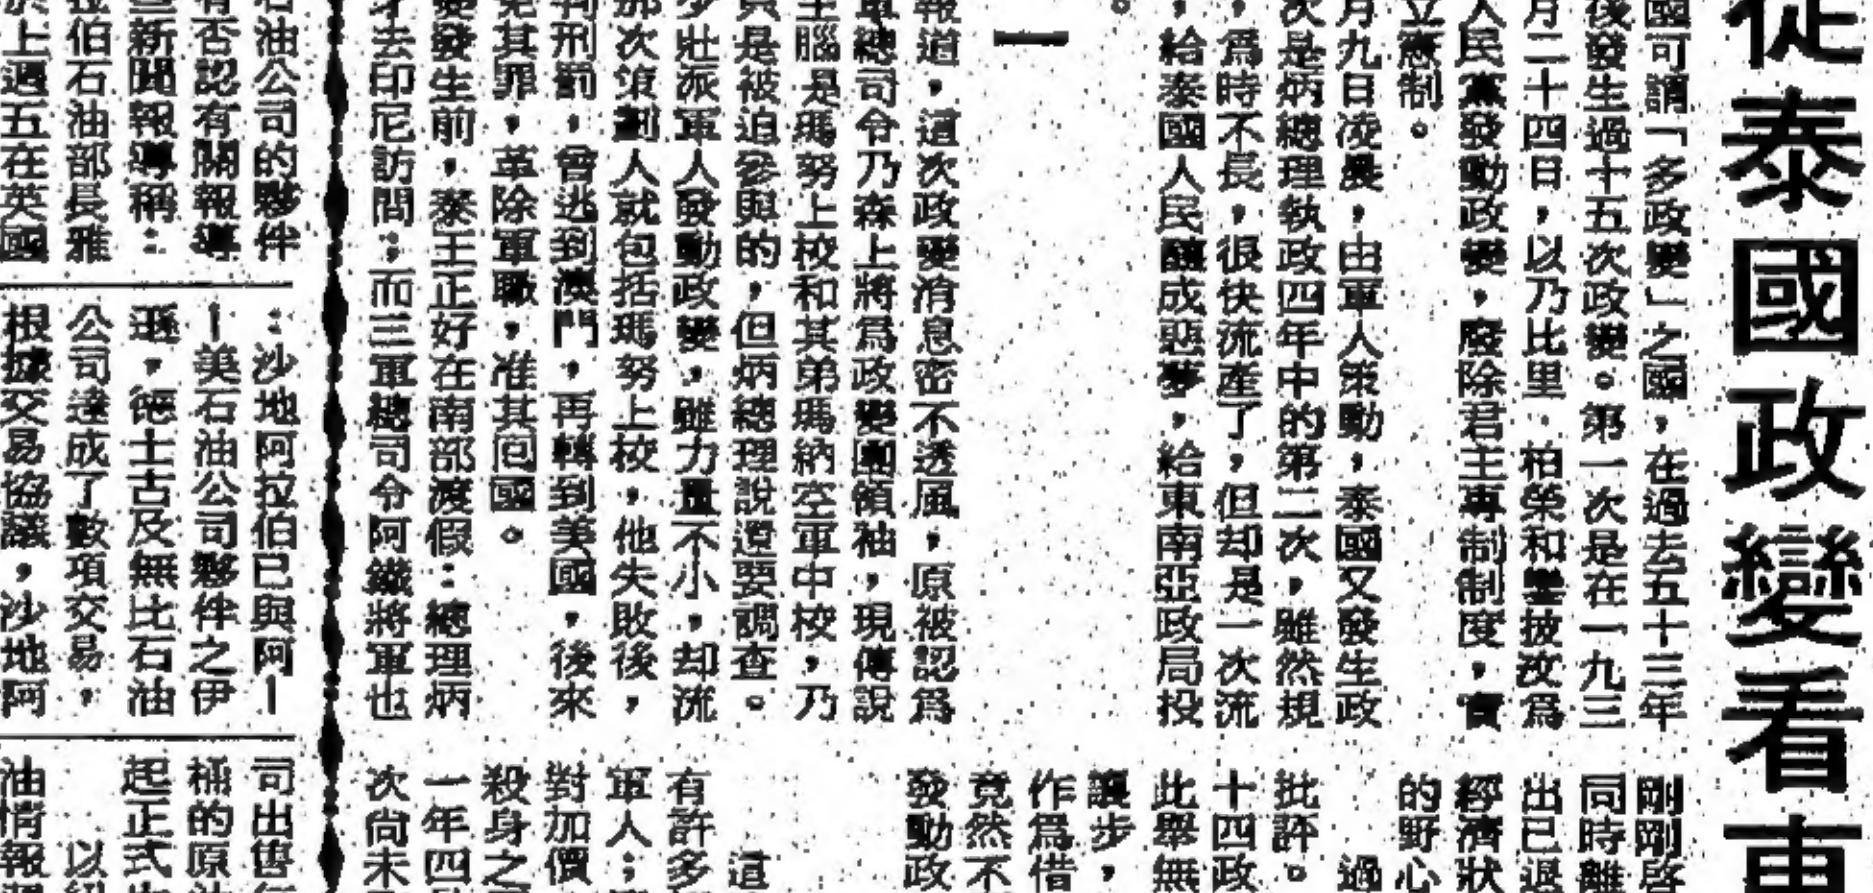 從泰國政變看東
國可謂「多政變」之國，在過去五十三年
後發生過十五次政變。第一次是在一九三
月二十四日，以乃比里．柏榮和鑾披汶爲
人民黨發動政變，廢除君主專制制度，實
立憲制。
月九日凌晨，由軍人策動，泰國又發生政
次是炳總理執政四年中的第二次，雖然規
，爲時不長，很快流產了，但却是一次流
，給泰國人民釀成惡夢，給東南亞政局投
。
一
報道，這次政變消息密不透風，原被認爲
軍總司令乃森上將爲政變團領袖，現傳說
主腦是瑪努上校和其弟瑪納空軍中校，乃
員是被迫參與的，但炳總理說還要調查。
少壯派軍人發動政變，雖力量不小，却流
那次策劃人就包括瑪努上校，他失敗後，
判刑罰，曾逃到澳門，再轉到美國，後來
免其罪，革除軍職，准其囘國。
變發生前，泰王正好在南部渡假：總理炳
才去印尼訪問；而三軍總司令阿鐵將軍也
剛剛啓
同時離
出已退
經濟狀
的野心
過
批評。
十四政
此舉無
讓步，
作爲借
竟然不
發動政
這
有許多
軍人；
對加價
殺身之
一年四
次尙未
石油公司的夥件
有否認有關報導
些新聞報導稱：
拉伯石油部長雅
於上週五在英國
：沙地阿拉伯已與阿—
—美石油公司夥件之伊
遜，德士古及無比石油
公司達成了數項交易，
根據交易協議，沙地阿
司出售
桶的原
起正式
以
油情報